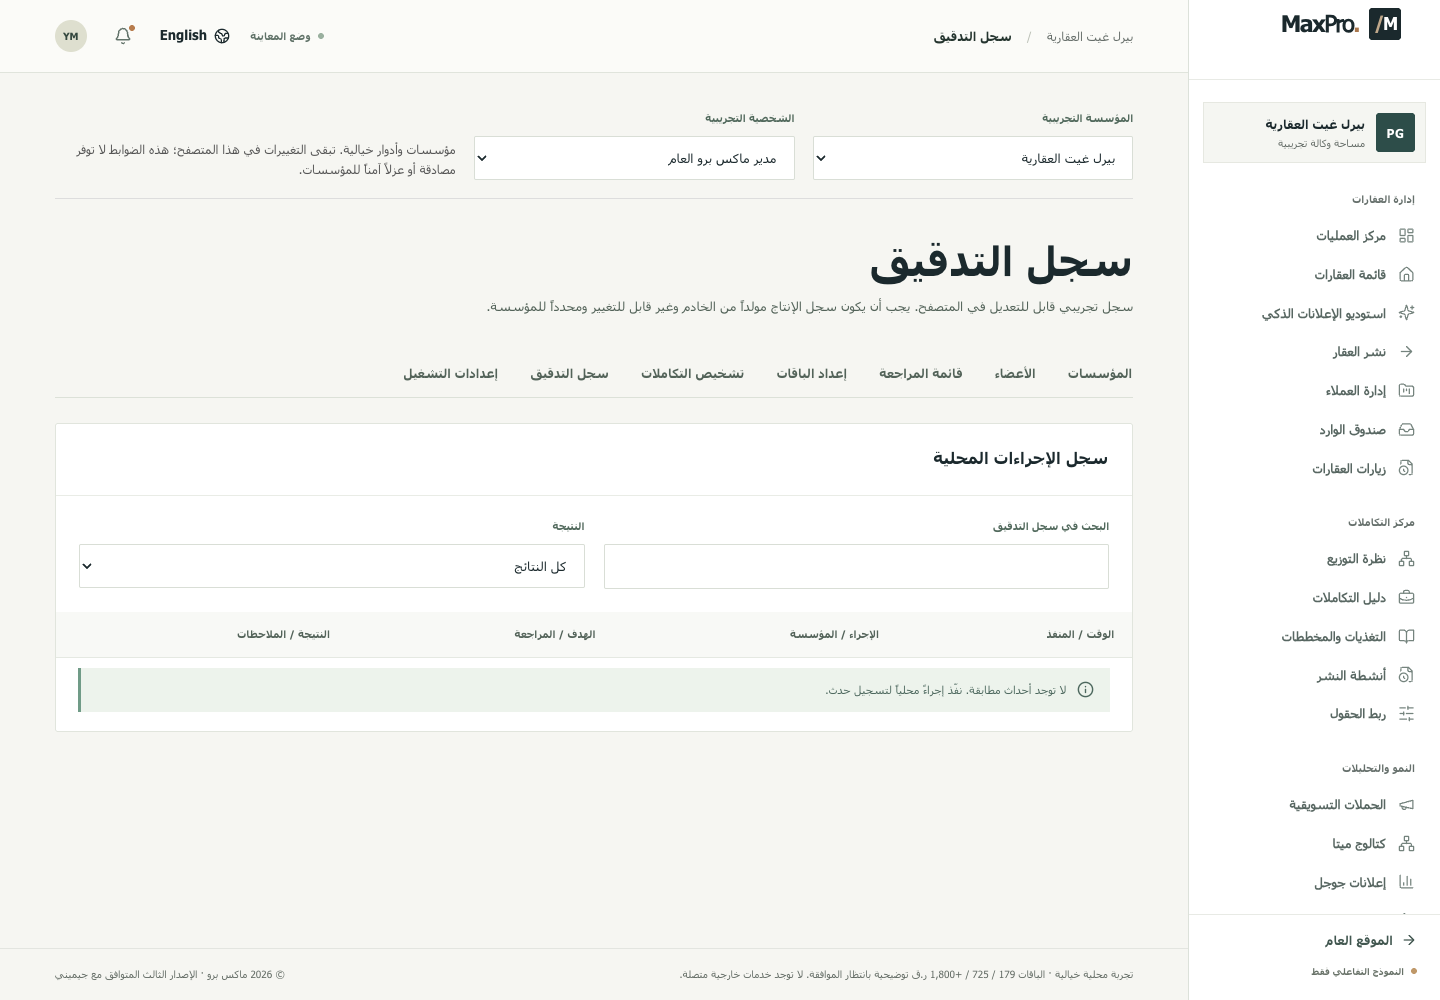 /M MaxPro.
بيرل غيت العقارية / سجل التدقيق
وضع المعاينة
English
YM
PG
بيرل غيت العقارية
مساحة وكالة تجريبية
إدارة العقارات
مركز العمليات
قائمة العقارات
استوديو الإعلانات الذكي
نشر العقار
إدارة العملاء
صندوق الوارد
زيارات العقارات
مركز التكاملات
نظرة التوزيع
دليل التكاملات
التغذيات والمخططات
أنشطة النشر
ربط الحقول
النمو والتحليلات
الحملات التسويقية
كتالوج ميتا
إعلانات جوجل
الموقع العام
النموذج التفاعلي فقط
المؤسسة التجريبية
بيرل غيت العقارية
الشخصية التجريبية
مدير ماكس برو العام
مؤسسات وأدوار خيالية. تبقى التغييرات في هذا المتصفح؛ هذه الضوابط لا توفر
مصادقة أو عزلاً آمناً للمؤسسات.
سجل التدقيق
سجل تجريبي قابل للتعديل في المتصفح. يجب أن يكون سجل الإنتاج مولداً من الخادم وغير قابل للتغيير ومحدداً للمؤسسة.
المؤسسات الأعضاء قائمة المراجعة إعداد الباقات تشخيص التكاملات سجل التدقيق إعدادات التشغيل
سجل الإجراءات المحلية
البحث في سجل التدقيق
النتيجة
كل النتائج
الوقت / المنفذ الإجراء / المؤسسة الهدف / المراجعة النتيجة / الملاحظات
لا توجد أحداث مطابقة. نفّذ إجراءً محلياً لتسجيل حدث.
تجربة محلية خيالية · الباقات 179 / 725 / +1,800 ر.ق توضيحية بانتظار الموافقة. لا توجد خدمات خارجية متصلة.
© 2026 ماكس برو · الإصدار الثالث المتوافق مع جيميني